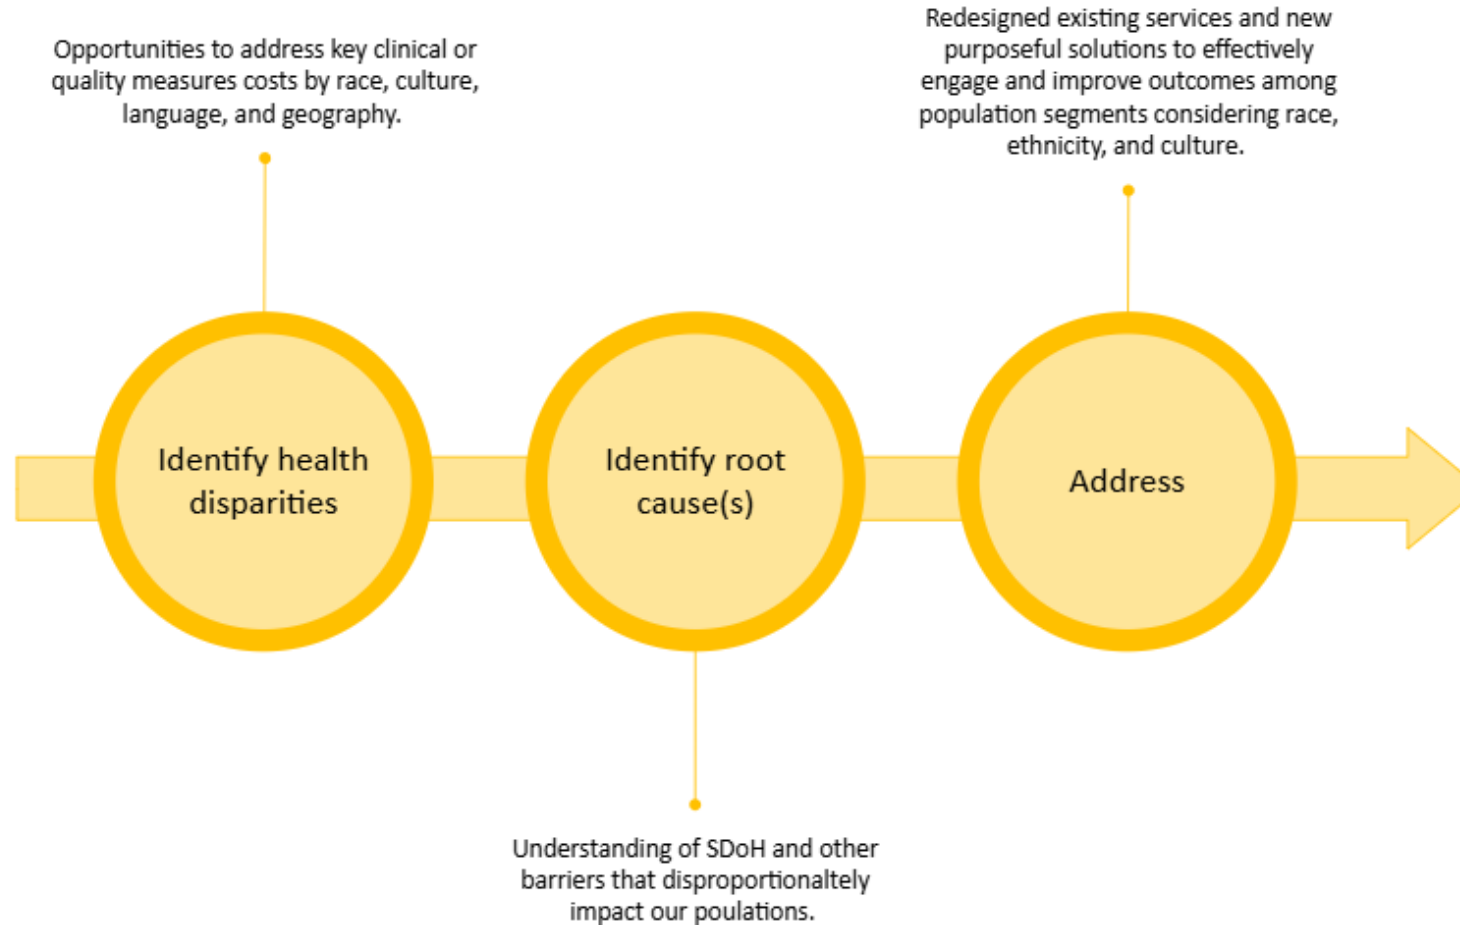 Opportunities to address key clinical or
quality measures costs by race, culture,
language, and geography.
Redesigned existing services and new
purposeful solutions to effectively
engage and improve outcomes among
population segments considering race,
ethnicity, and culture.
Identify health
disparities
Identify root
cause(s)
Address
Understanding of SDoH and other
barriers that disproportionaltely
impact our poulations.